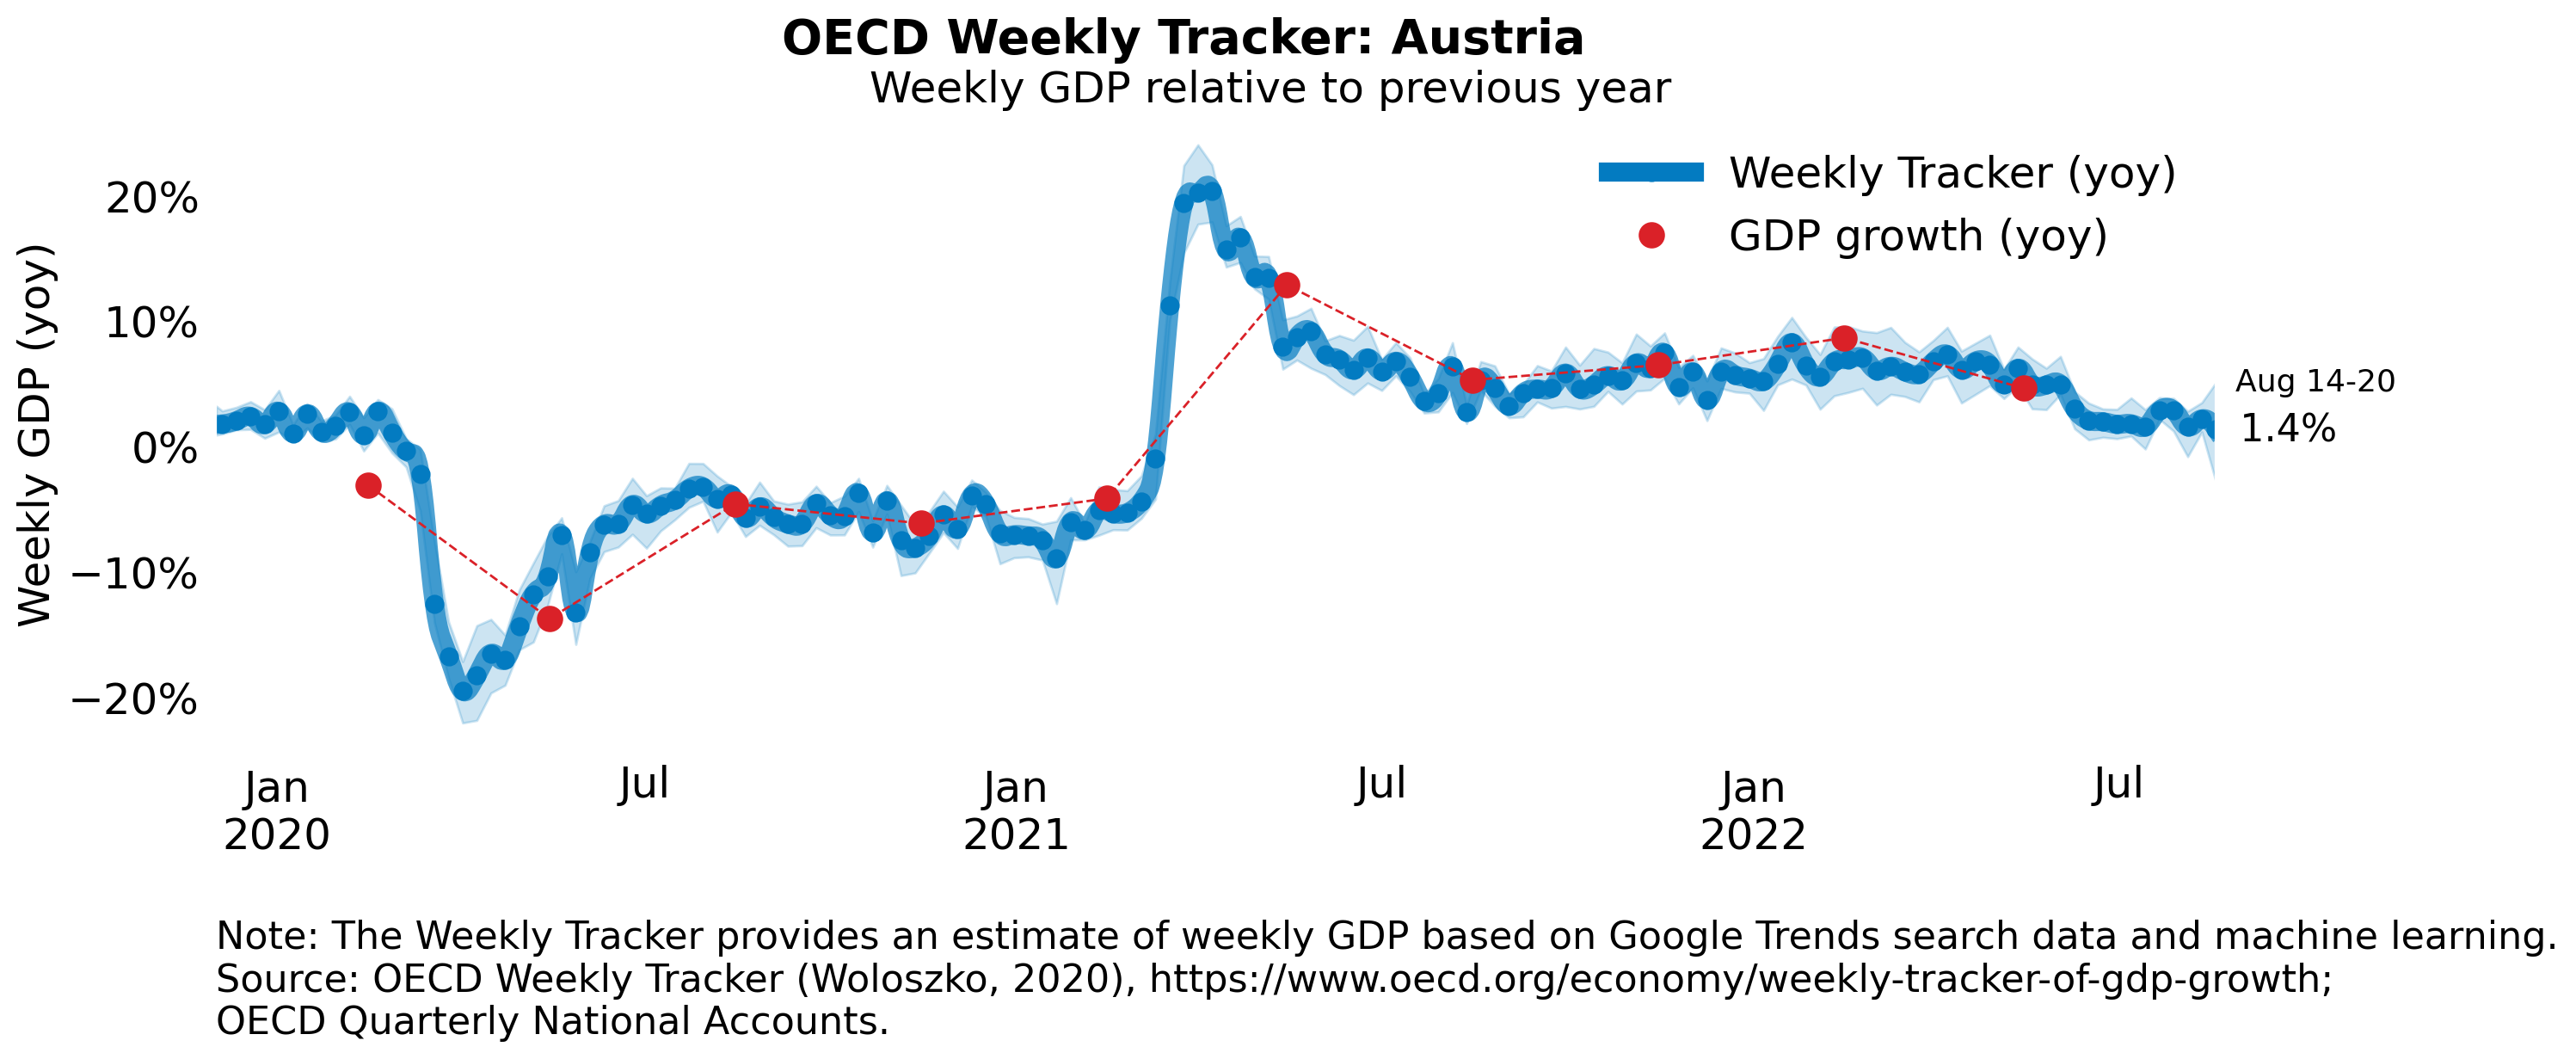 OECD Weekly Tracker: Austria
Weekly GDP relative to previous year
Weekly Tracker (yoy)
GDP growth (yoy)
Weekly GDP (yoy)
20%
10%
0%
−10%
−20%
Aug 14-20
1.4%
Jan
2020
Jul
Jan
2021
Jul
Jan
2022
Jul
Note: The Weekly Tracker provides an estimate of weekly GDP based on Google Trends search data and machine learning.
Source: OECD Weekly Tracker (Woloszko, 2020), https://www.oecd.org/economy/weekly-tracker-of-gdp-growth;
OECD Quarterly National Accounts.